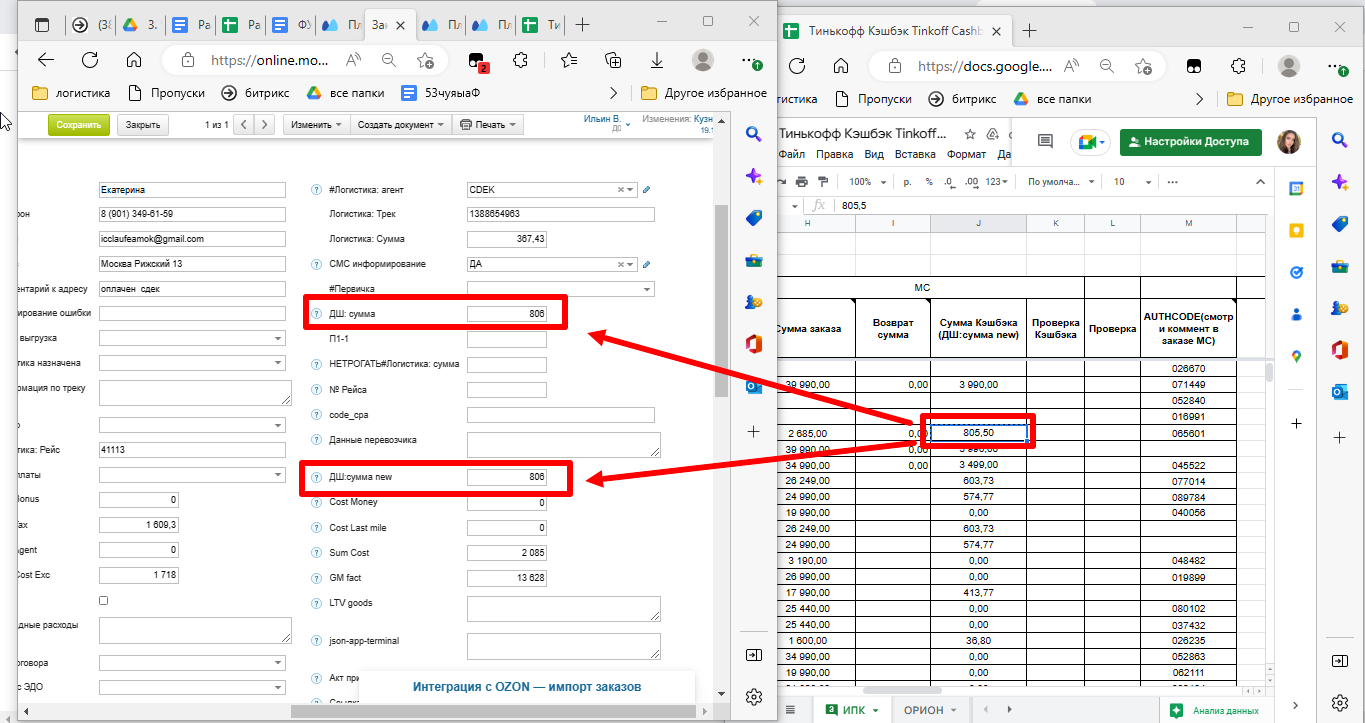 (38
З.
Ра
Ра
ФУ
Пл
Зак
Пл
Пл
Ти
https://online.mo...
2
логистика
Пропуски
битрикс
все папки
53чуяыаФ
Другое избранное
Сохранить
Закрыть
1 из 1
Изменить
Создать документ
Печать
Ильин В.
ДС
Изменения: Кузн
19.1
Екатерина
#Логистика: агент
CDEK
он
8 (901) 349-61-59
Логистика: Трек
1388654963
icclaufeamok@gmail.com
Логистика: Сумма
367,43
Москва Рижский 13
СМС информирование
ДА
ентарий к адресу
оплачен сдек
#Первичка
ирование ошибки
ДШ: сумма
806
выгрузка
П1-1
тика назначена
НЕТРОГАТЬ#Логистика: сумма
рмация по треку
№ Рейса
code_cpa
Данные перевозчика
тика: Рейс
41113
платы
ДШ:сумма new
806
onus
0
Cost Money
0
ax
1 609,3
Cost Last mile
0
gent
0
Sum Cost
2 085
Cost Exc
1 718
GM fact
13 628
LTV goods
дные расходы
json-app-terminal
оговора
Акт при
с ЭДО
Интеграция с OZON — импорт заказов
Тинькофф Кэшбэк Tinkoff Cashb
https://docs.google....
гистика
Пропуски
битрикс
все папки
Другое избранное
Тинькофф Кэшбэк Tinkoff...
Настройки Доступа
Файл
Правка
Вид
Вставка
Формат
Да
100%
р.
%
.0
.00
123
По умолча...
10
fx
805,5
H
I
J
K
L
M
МС
Сумма заказа
Возврат сумма
Сумма Кэшбэка (ДШ:сумма new)
Проверка Кэшбэка
Проверка
AUTHCODE(смотри коммент в заказе МС)
026670
39 990,00
0,00
3 990,00
071449
052840
016991
2 685,00
0,00
805,50
065601
39 990,00
0,00
34 990,00
0,00
3 499,00
045522
26 249,00
603,73
077014
24 990,00
574,77
089784
19 990,00
0,00
040056
26 249,00
603,73
24 990,00
574,77
3 190,00
0,00
048482
26 990,00
0,00
019899
17 990,00
413,77
25 440,00
0,00
080102
25 440,00
0,00
037432
1 600,00
36,80
026235
34 990,00
0,00
052863
19 990,00
0,00
062111
3
ИПК
ОРИОН
Анализ данных